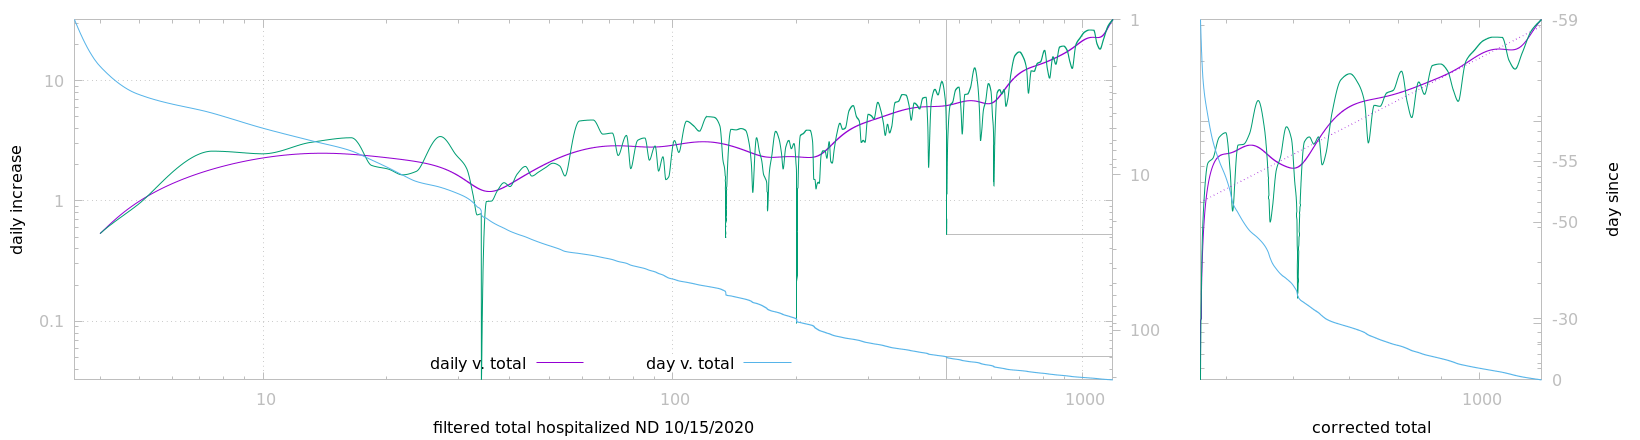 daily increase
10
1
0.1
1
10
100
daily v. total
day v. total
10
100
1000
filtered total hospitalized ND 10/15/2020
-59
-55
-50
-30
0
day since
1000
corrected total